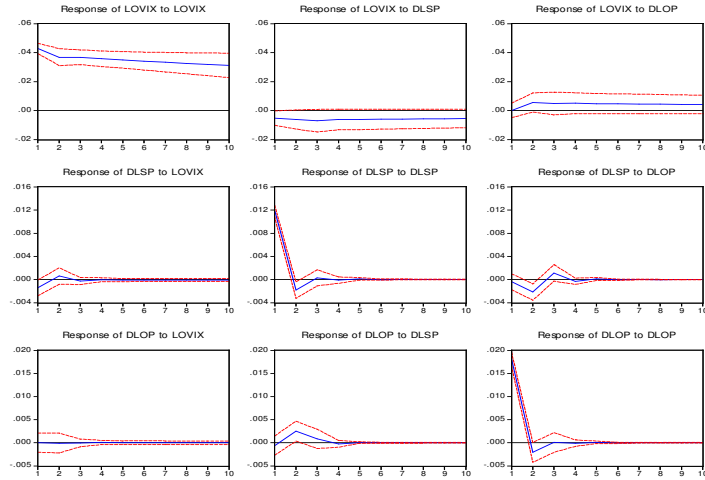 Response of LOVIX to LOVIX
Response of LOVIX to DLSP
Response of LOVIX to DLOP
.06
.04
.02
.00
-.02
1 2 3 4 5 6 7 8 9 10
.06
.04
.02
.00
-.02
1 2 3 4 5 6 7 8 9 10
.06
.04
.02
.00
-.02
1 2 3 4 5 6 7 8 9 10
Response of DLSP to LOVIX
Response of DLSP to DLSP
Response of DLSP to DLOP
.016
.012
.008
.004
.000
-.004
1 2 3 4 5 6 7 8 9 10
.016
.012
.008
.004
.000
-.004
1 2 3 4 5 6 7 8 9 10
.016
.012
.008
.004
.000
-.004
1 2 3 4 5 6 7 8 9 10
Response of DLOP to LOVIX
Response of DLOP to DLSP
Response of DLOP to DLOP
.020
.015
.010
.005
.000
-.005
1 2 3 4 5 6 7 8 9 10
.020
.015
.010
.005
.000
-.005
1 2 3 4 5 6 7 8 9 10
.020
.015
.010
.005
.000
-.005
1 2 3 4 5 6 7 8 9 10